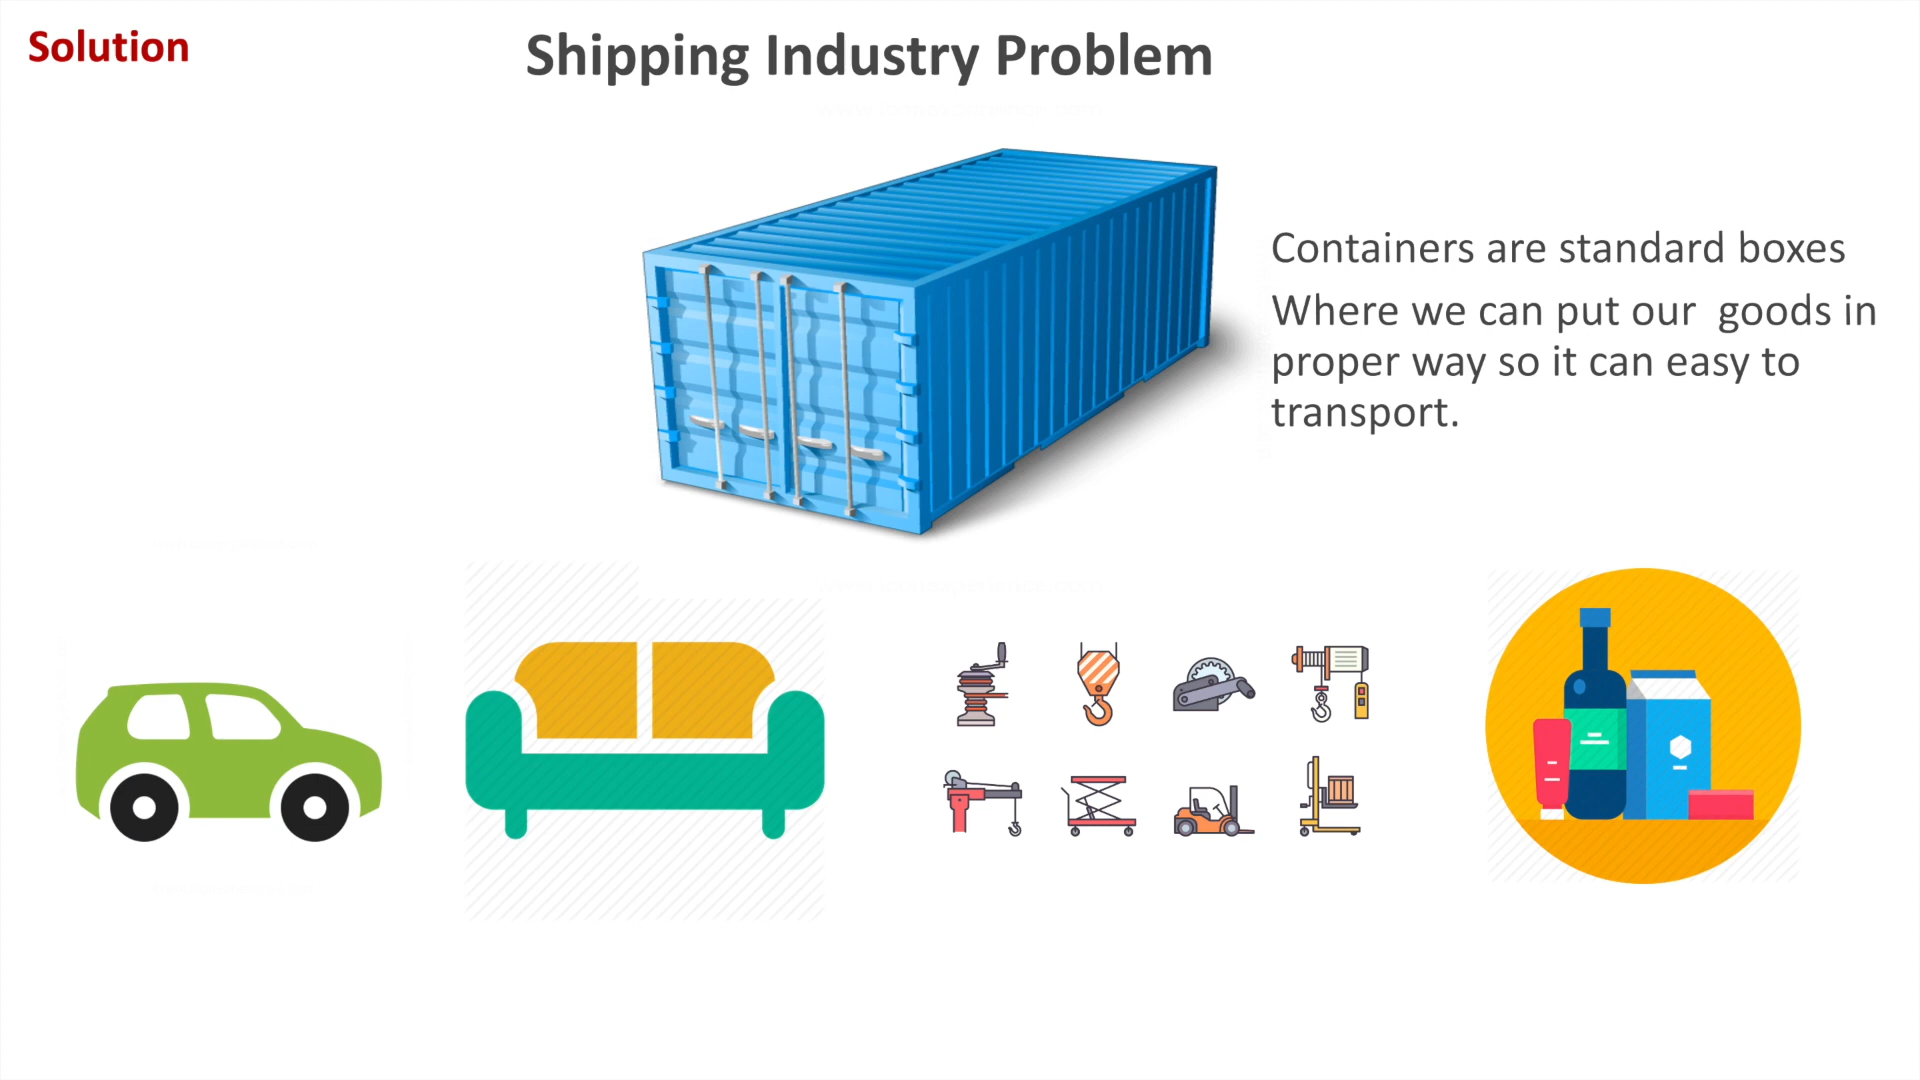 Solution
Shipping Industry Problem
Containers are standard boxes
Where we can put our  goods in
proper way so it can easy to
transport.